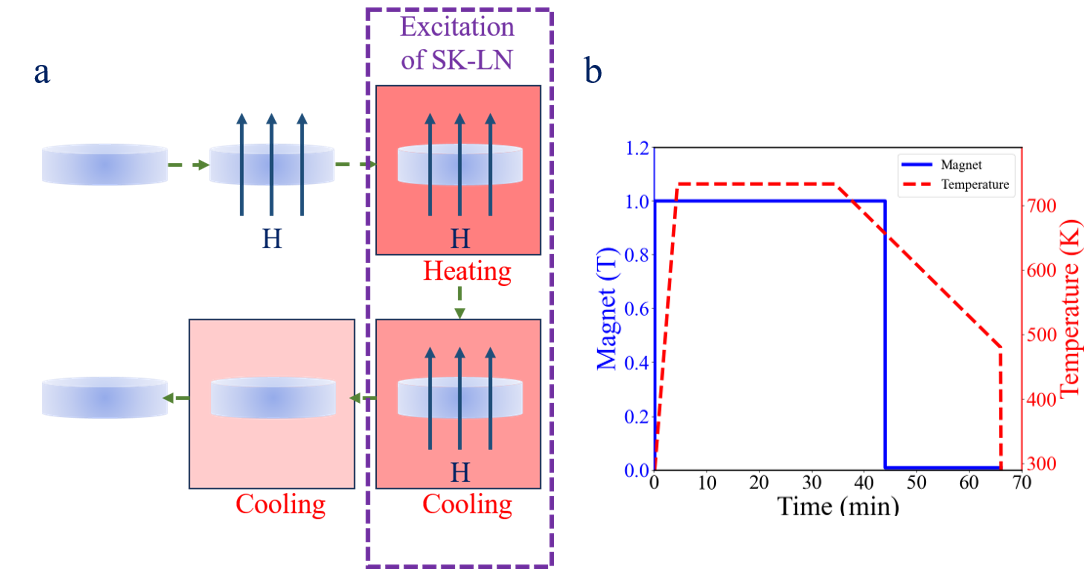 a
Excitation
of SK-LN
H
H
Heating
H
Cooling
Cooling
b
Magnet
Temperature
Magnet (T)
1.2
1.0
0.8
0.6
0.4
0.2
0.0
0 10 20 30 40 50 60 70
Time (min)
700
600
500
400
300
Temperature (K)